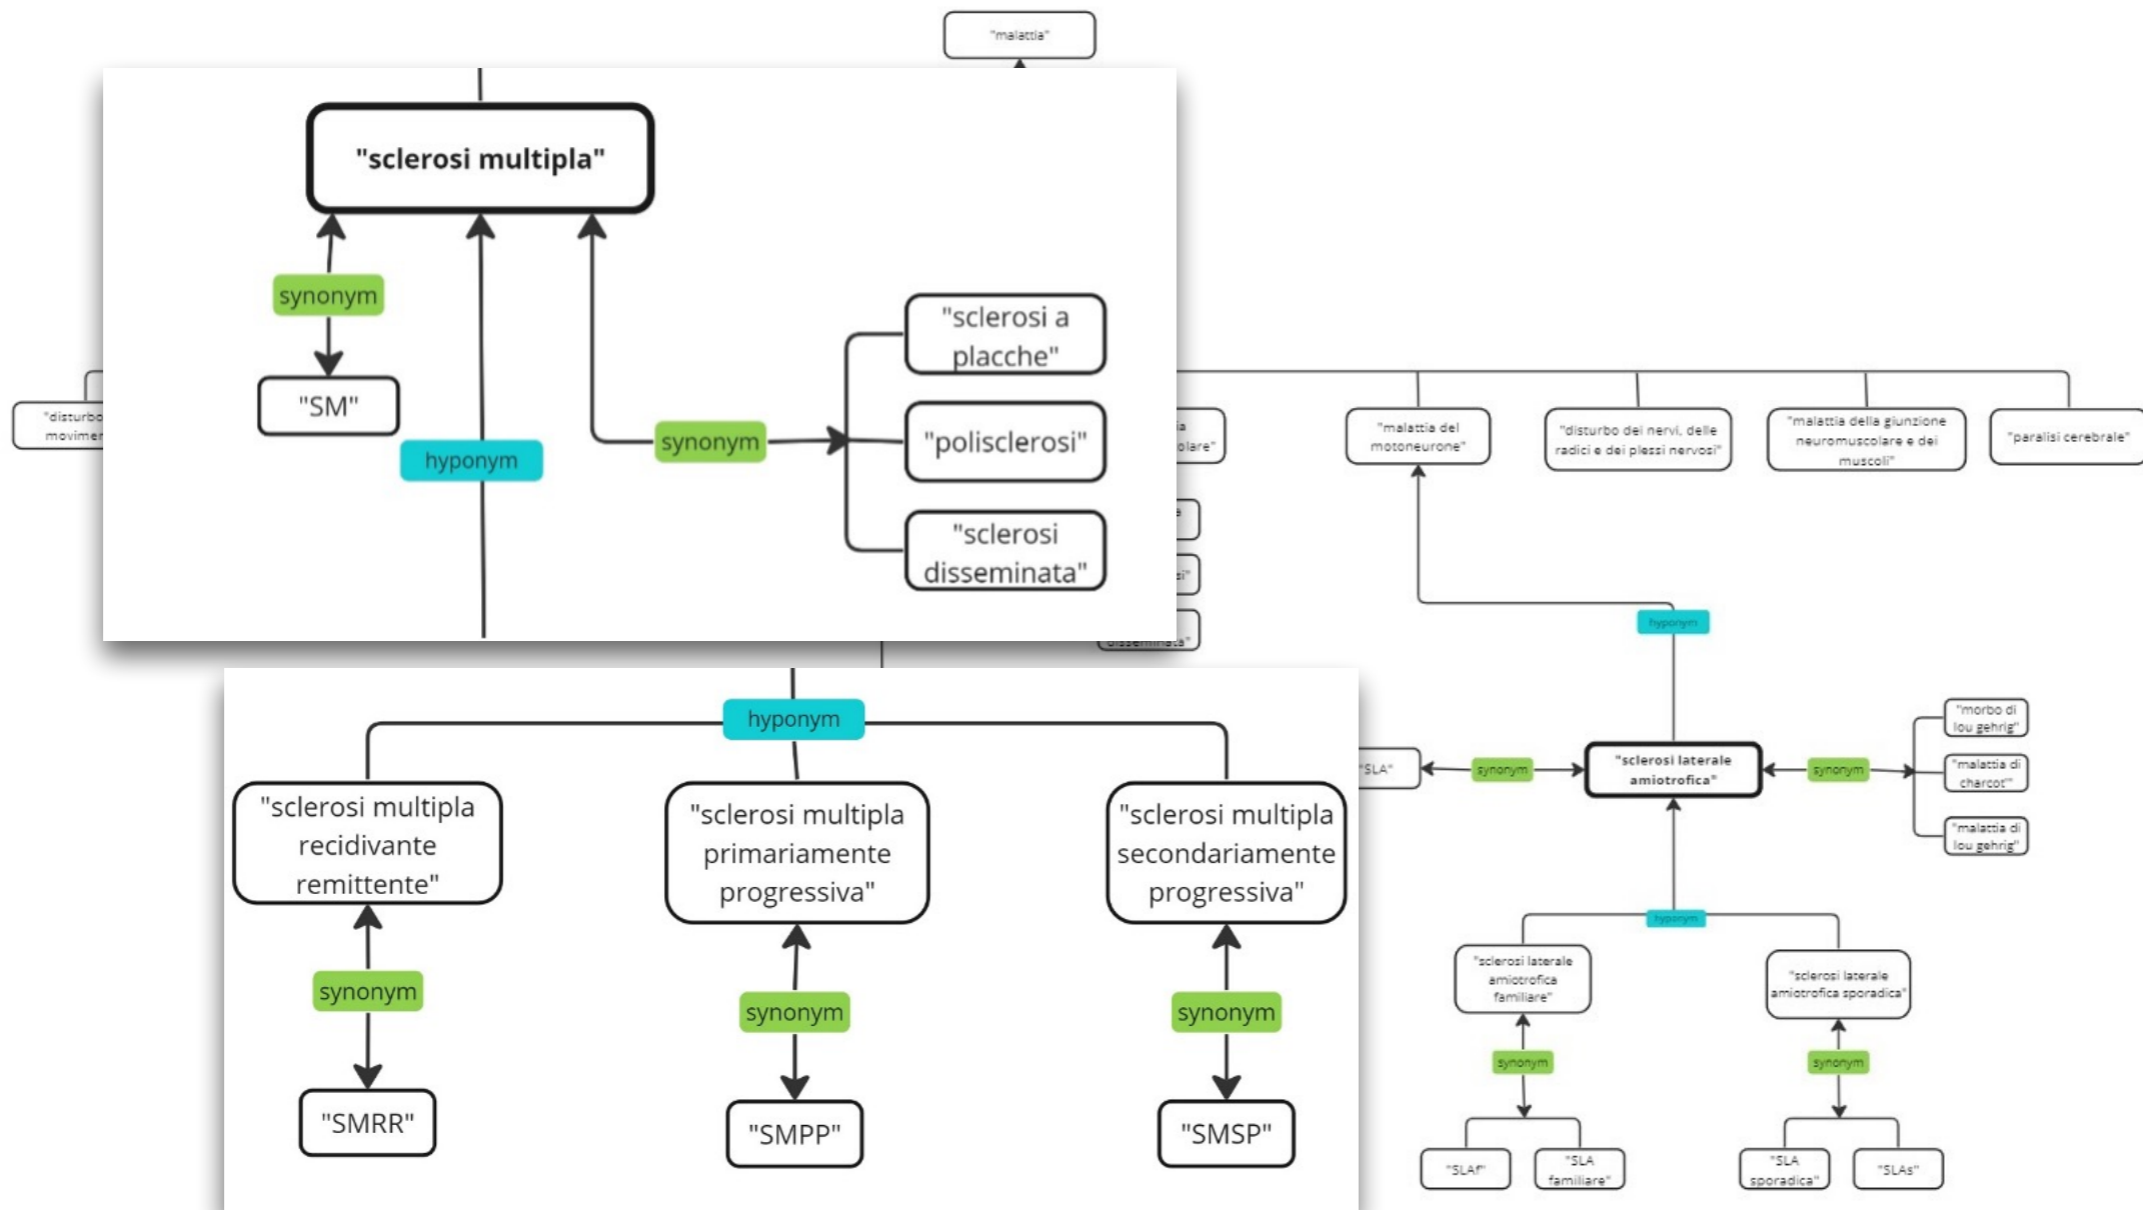 "malattia"
"sclerosi multipla"
synonym
"SM"
hyponym
synonym
"sclerosi a
placche"
"polisclerosi"
"sclerosi
disseminata"
"disturbo
"malattia del
motoneurone"
"disturbo dei nervi, delle
radici e dei plessi nervosi"
"malattia della giunzione
neuromuscolare e dei
muscoli"
"paralisi cerebrale"
hyponym
hyponym
"sclerosi multipla
recidivante
remittente"
"sclerosi multipla
primariamente
progressiva"
"sclerosi multipla
secondariamente
progressiva"
synonym
synonym
synonym
"SMRR"
"SMPP"
"SMSP"
"SLA"
synonym
"sclerosi laterale
amiotrofica"
synonym
"morbo di
lou gehrig"
"malattia di
charcot'"
"malattia di
lou gehrig"
hyponym
"sclerosi laterale
amiotrofica
familiare"
"sclerosi laterale
amiotrofica sporadica"
synonym
synonym
"SLAf"
"SLA
familiare"
"SLA
sporadica"
"SLAs"